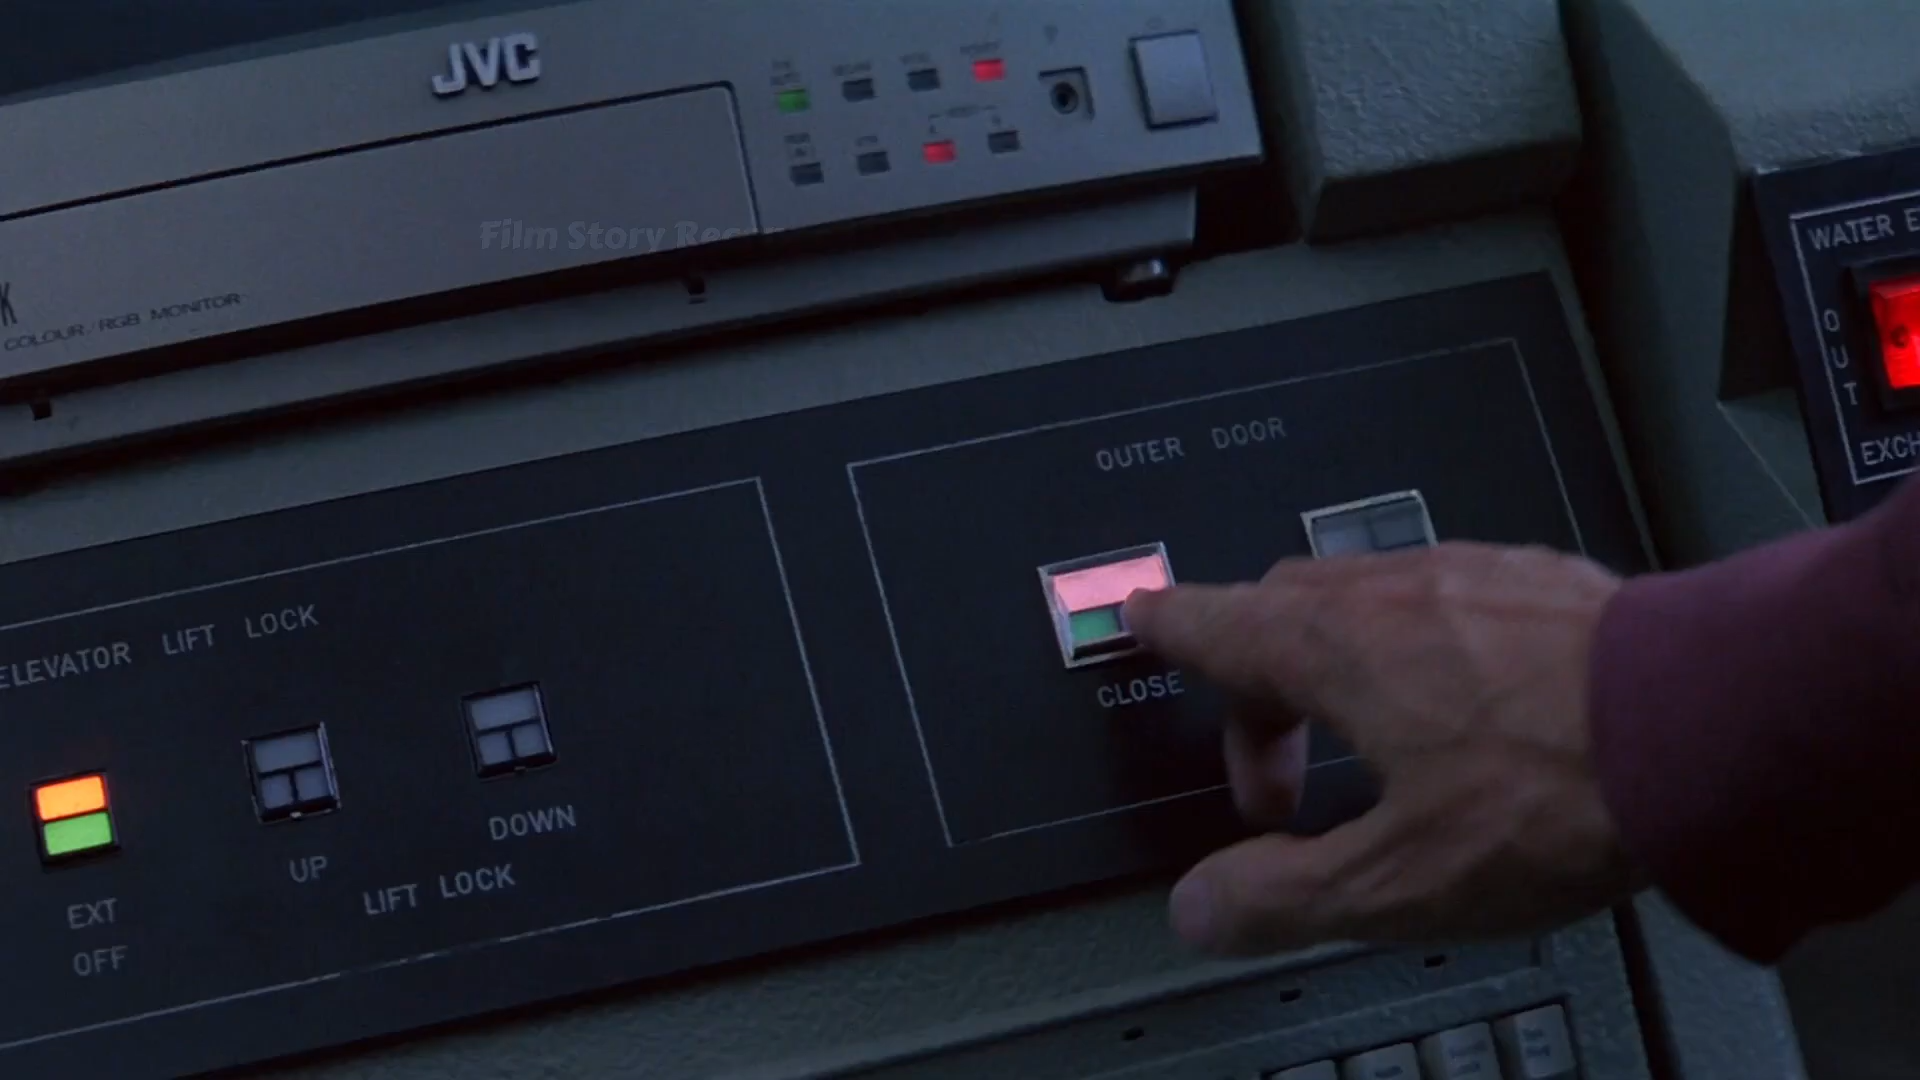 JVC
Film Story Rec
K
COLOUR/RGB MONITOR
WATER E
OUT
EXCH
OUTER DOOR
CLOSE
ELEVATOR LIFT LOCK
EXT
OFF
UP
DOWN
LIFT LOCK